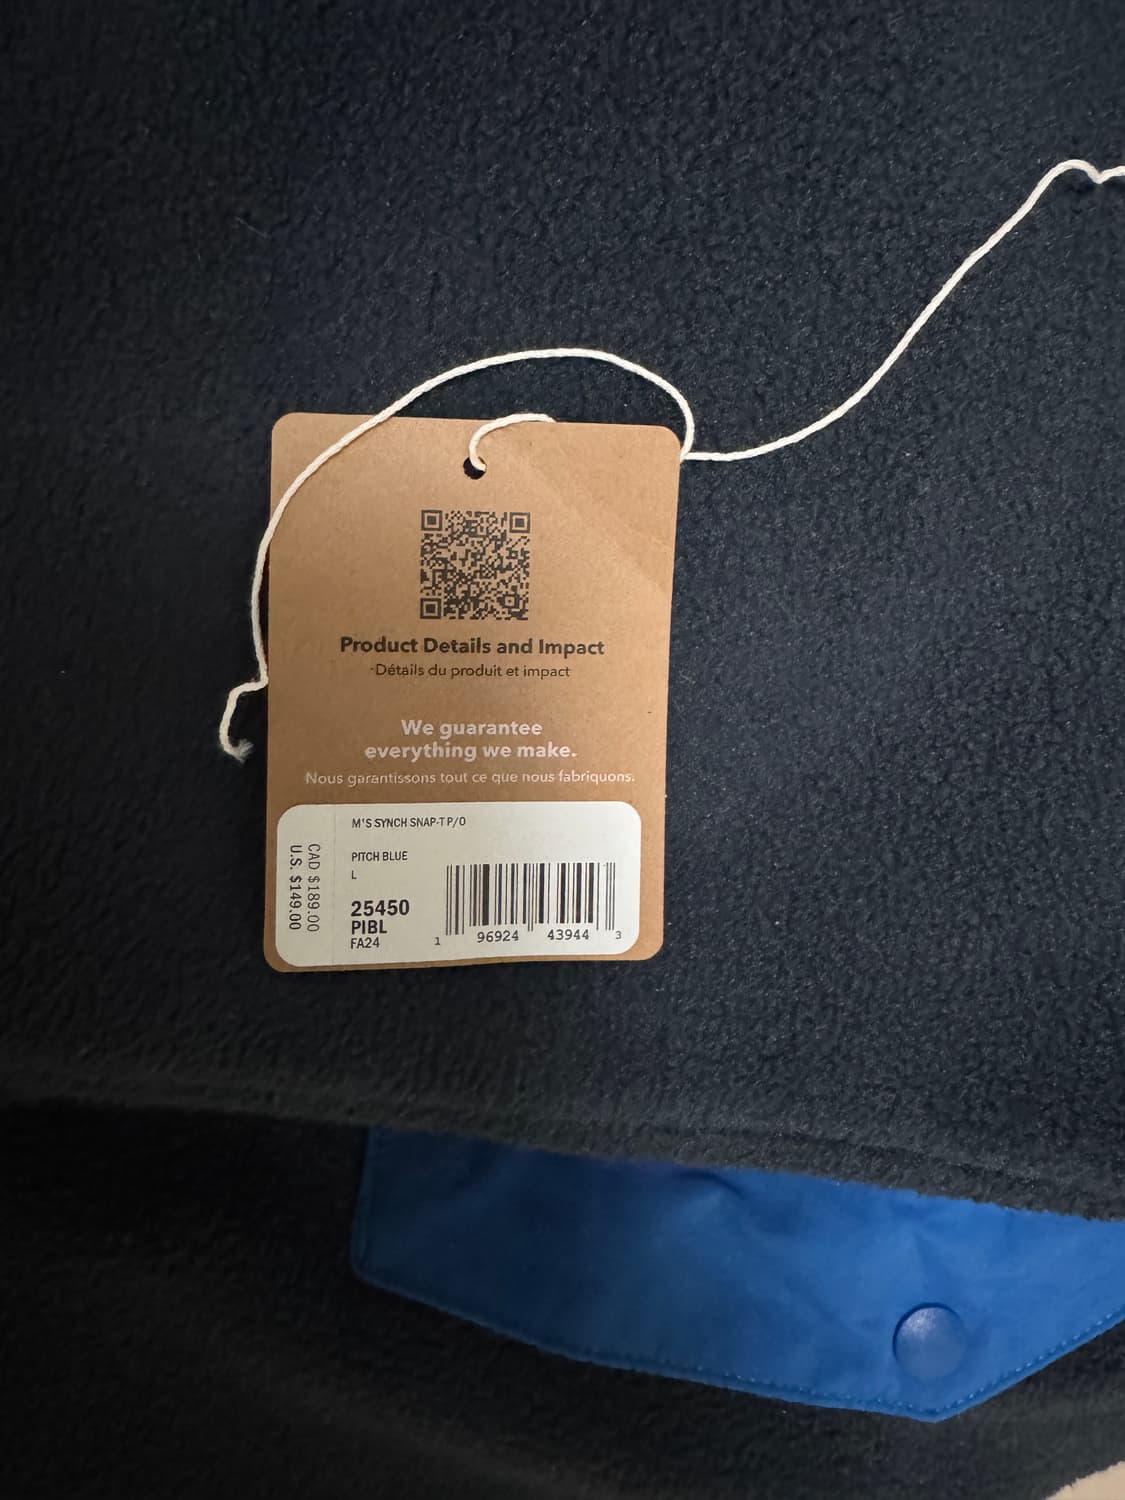 Product Details and Impact
Détails du produit et impact
We guarantee
everything we make.
Nous garantissons tout ce que nous fabriquons.
M'S SYNCH SNAP-T P/O
PITCH BLUE
L
25450
PIBL
FA24
CAD $189.00
U.S. $149.00
1 96924 43944 3